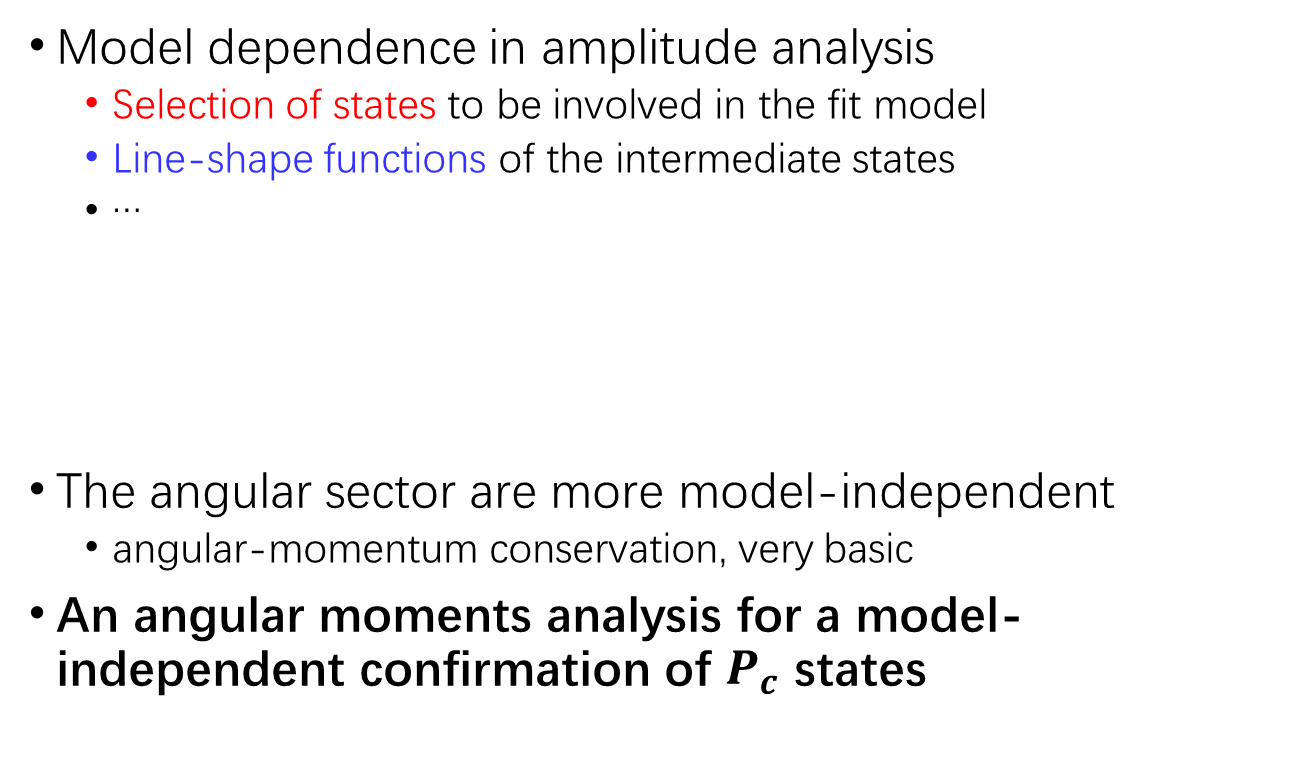 • Model dependence in amplitude analysis
• Selection of states to be involved in the fit model
• Line-shape functions of the intermediate states
• ...
• The angular sector are more model-independent
• angular-momentum conservation, very basic
• An angular moments analysis for a model-
independent confirmation of P_c states